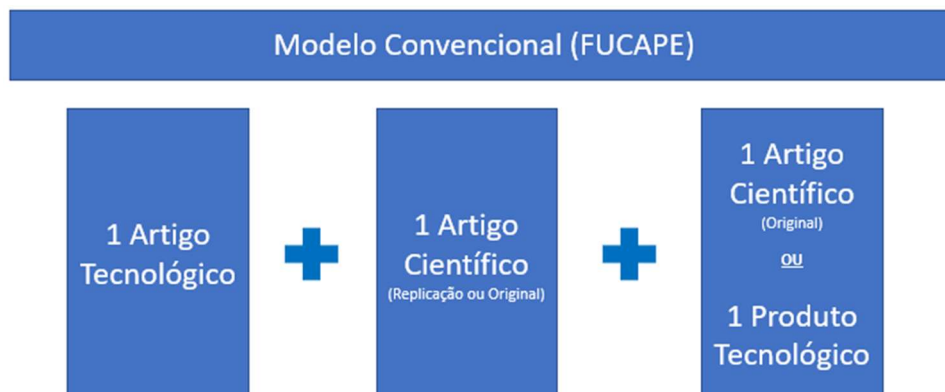 Modelo Convencional (FUCAPE)
1 Artigo
Tecnológico
1 Artigo
Científico
(Replicação ou Original)
1 Artigo
Científico
(Original)
OU
1 Produto
Tecnológico